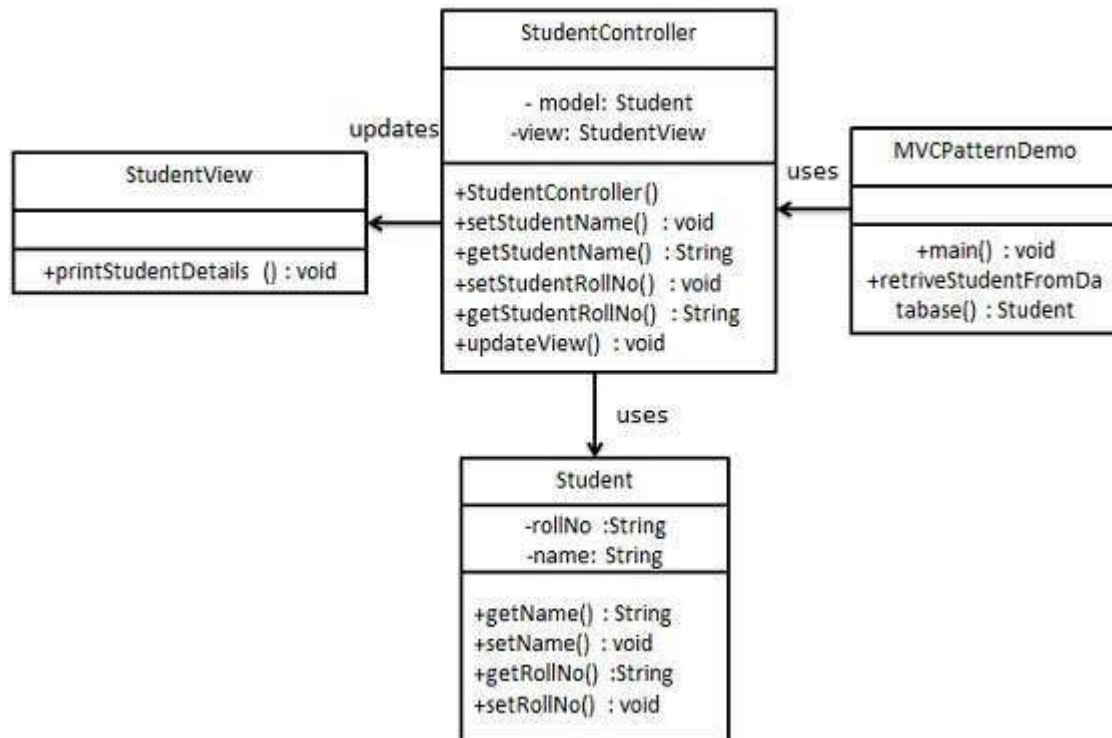 StudentController
- model: Student
-view: StudentView
+StudentController()
+setStudentName() : void
+getStudentName() : String
+setStudentRollNo() : void
+getStudentRollNo() : String
+updateView() : void
updates
StudentView
+printStudentDetails () : void
uses
MVCPatternDemo
+main() : void
+retriveStudentFromDa
tabase() : Student
uses
Student
-rollNo :String
-name: String
+getName() : String
+setName() : void
+getRollNo() :String
+setRollNo() : void